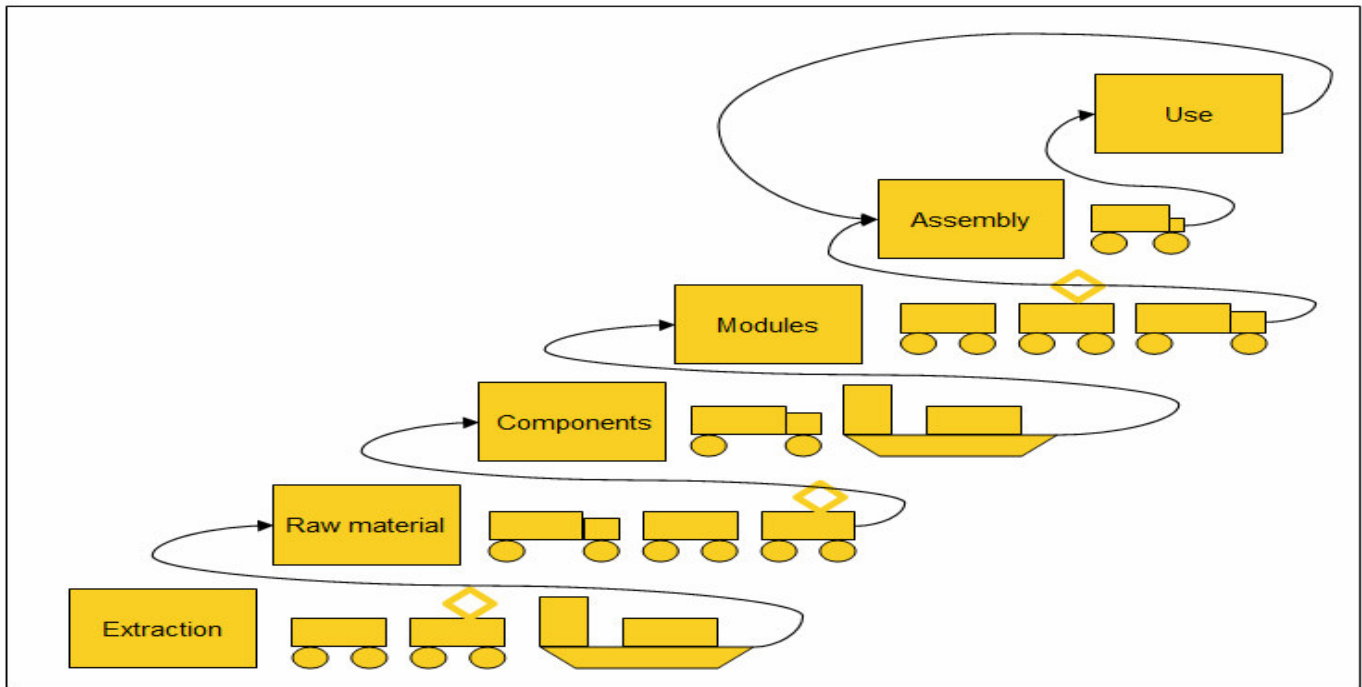 Use
Assembly
Modules
Components
Raw material
Extraction